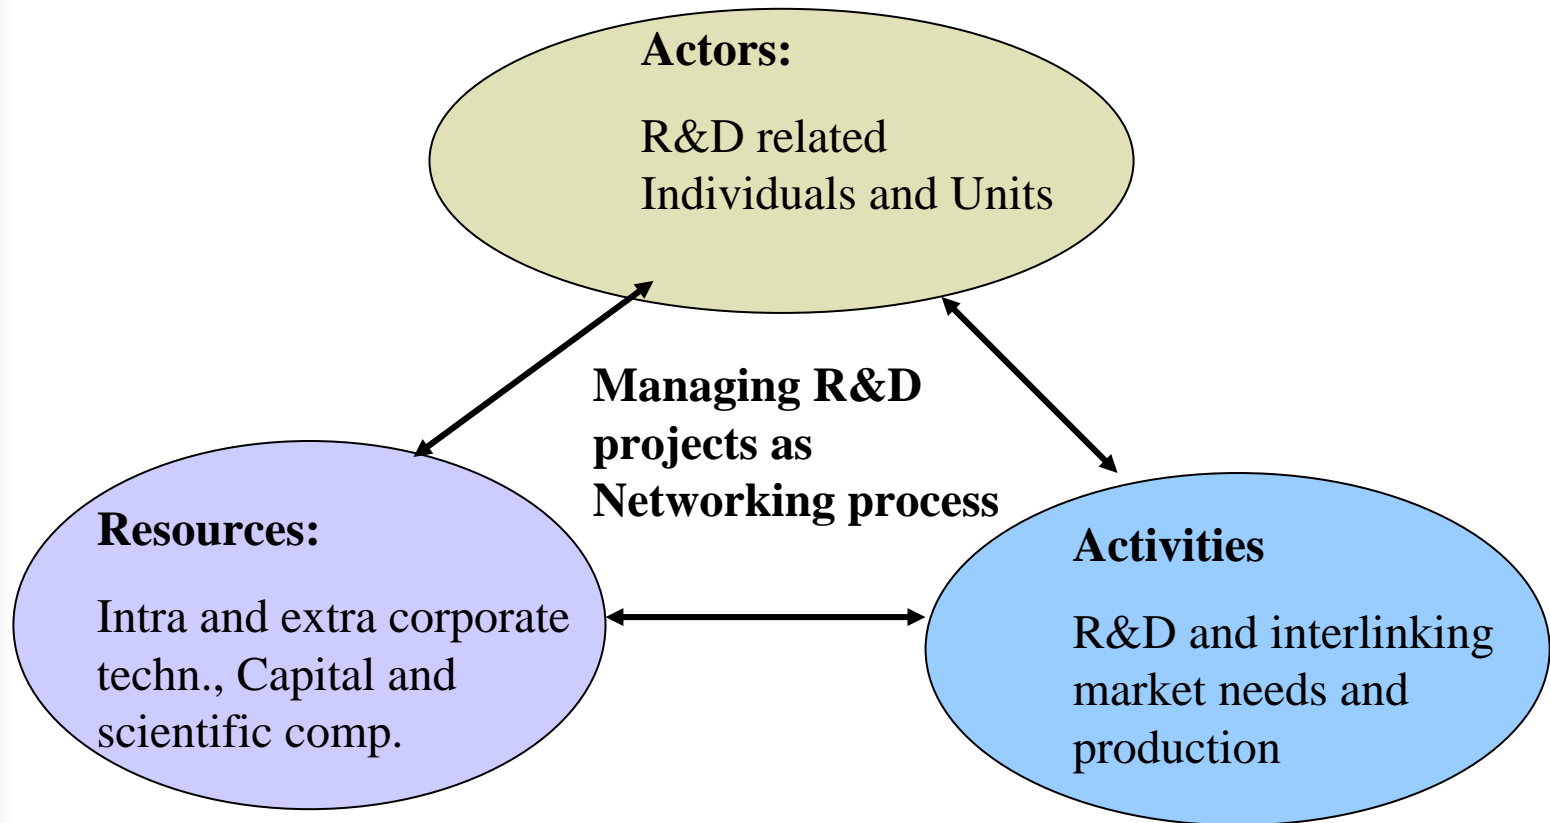 Actors:
R&D related
Individuals and Units
Managing R&D
projects as
Networking process
Resources:
Intra and extra corporate
techn., Capital and
scientific comp.
Activities
R&D and interlinking
market needs and
production